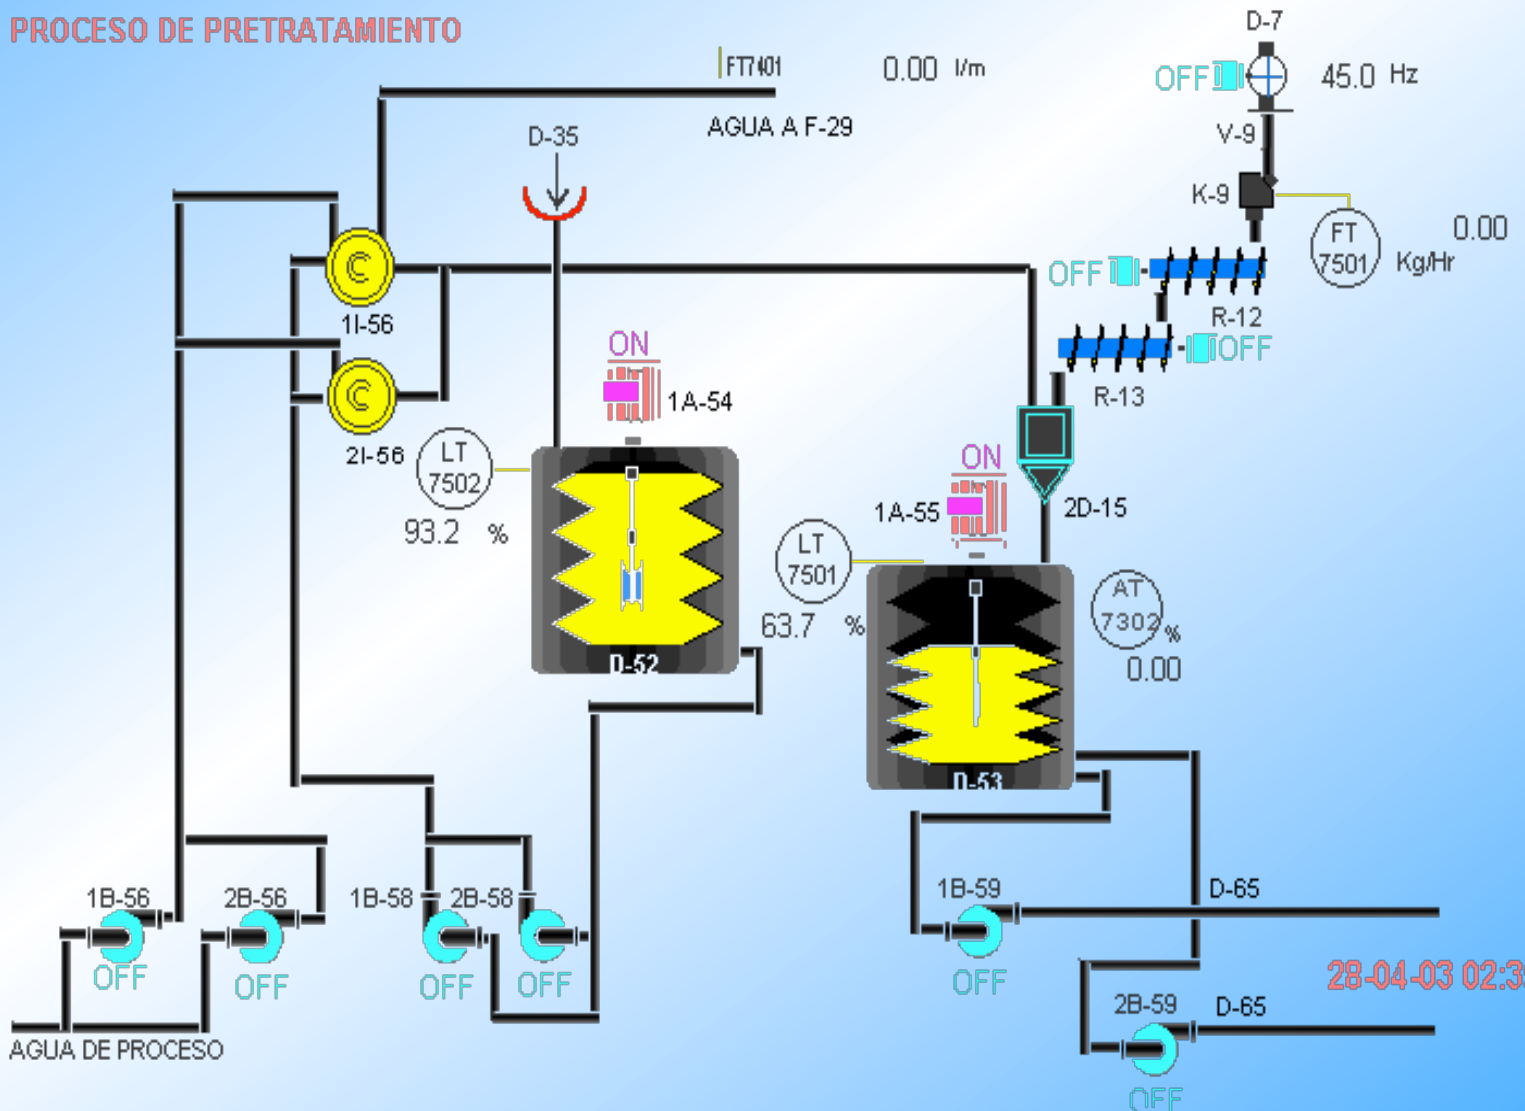 PROCESO DE PRETRATAMIENTO
D-7
FT7401
0.00 l/m
OFF
45.0 Hz
AGUA A F-29
D-35
V-9
K-9
FT
7501
0.00
Kg/Hr
OFF
1I-56
R-12
ON
OFF
1A-54
R-13
2I-56
LT
7502
93.2 %
ON
1A-55
2D-15
LT
7501
63.7 %
AT
7302
%
0.00
D-52
D-53
1B-56
2B-56
1B-58
2B-58
1B-59
D-65
OFF
OFF
OFF
OFF
OFF
28-04-03 02:3
2B-59
D-65
AGUA DE PROCESO
OFF